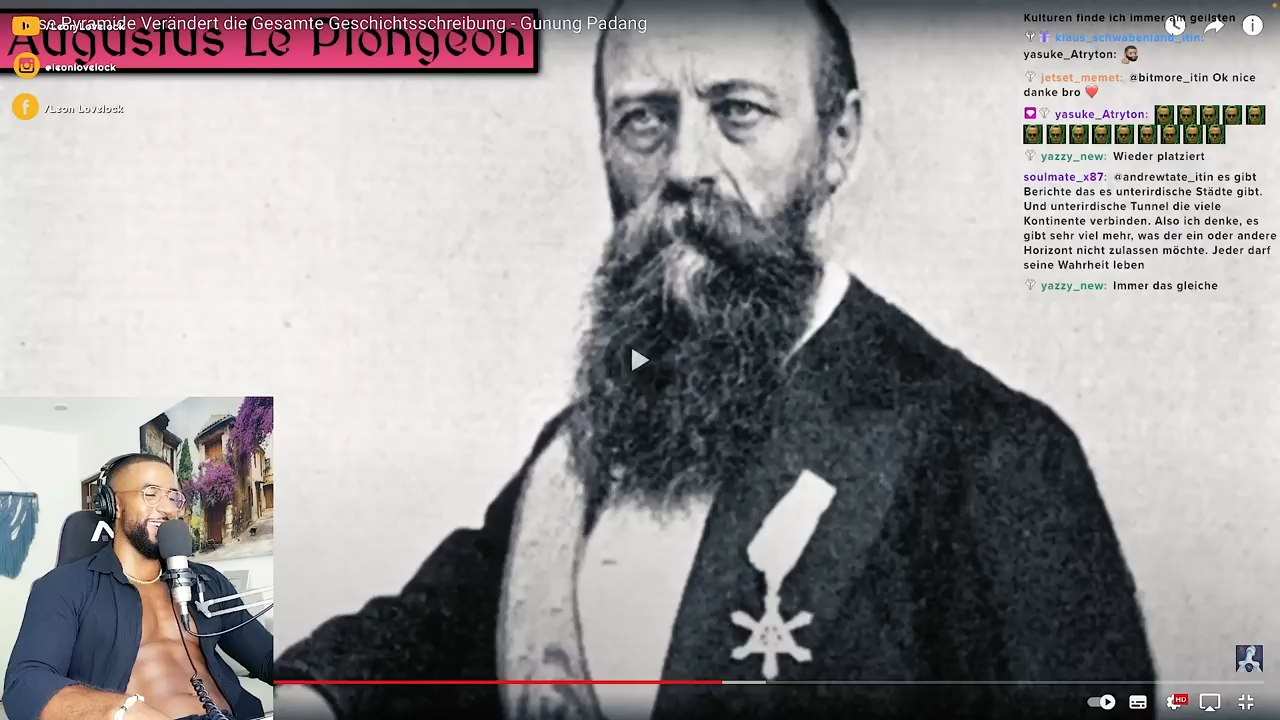 se Pyramide Verändert die Gesamte Geschichtsschreibung - Gunung Padang
Augustus Le Plongeon
/Leon Lovelock
@leonlovelock
/Leon Lovelock
Kulturen finde ich immer am geilsten
klaus_schwabenland_itin:
yasuke_Atryton:
jetset_memet: @bitmore_itin Ok nice
danke bro ❤️
yasuke_Atryton:
yazzy_new: Wieder platziert
soulmate_x87: @andrewtate_itin es gibt
Berichte das es unterirdische Städte gibt.
Und unterirdische Tunnel die viele
Kontinente verbinden. Also ich denke, es
gibt sehr viel mehr, was der ein oder andere
Horizont nicht zulassen möchte. Jeder darf
seine Wahrheit leben
yazzy_new: Immer das gleiche
HD